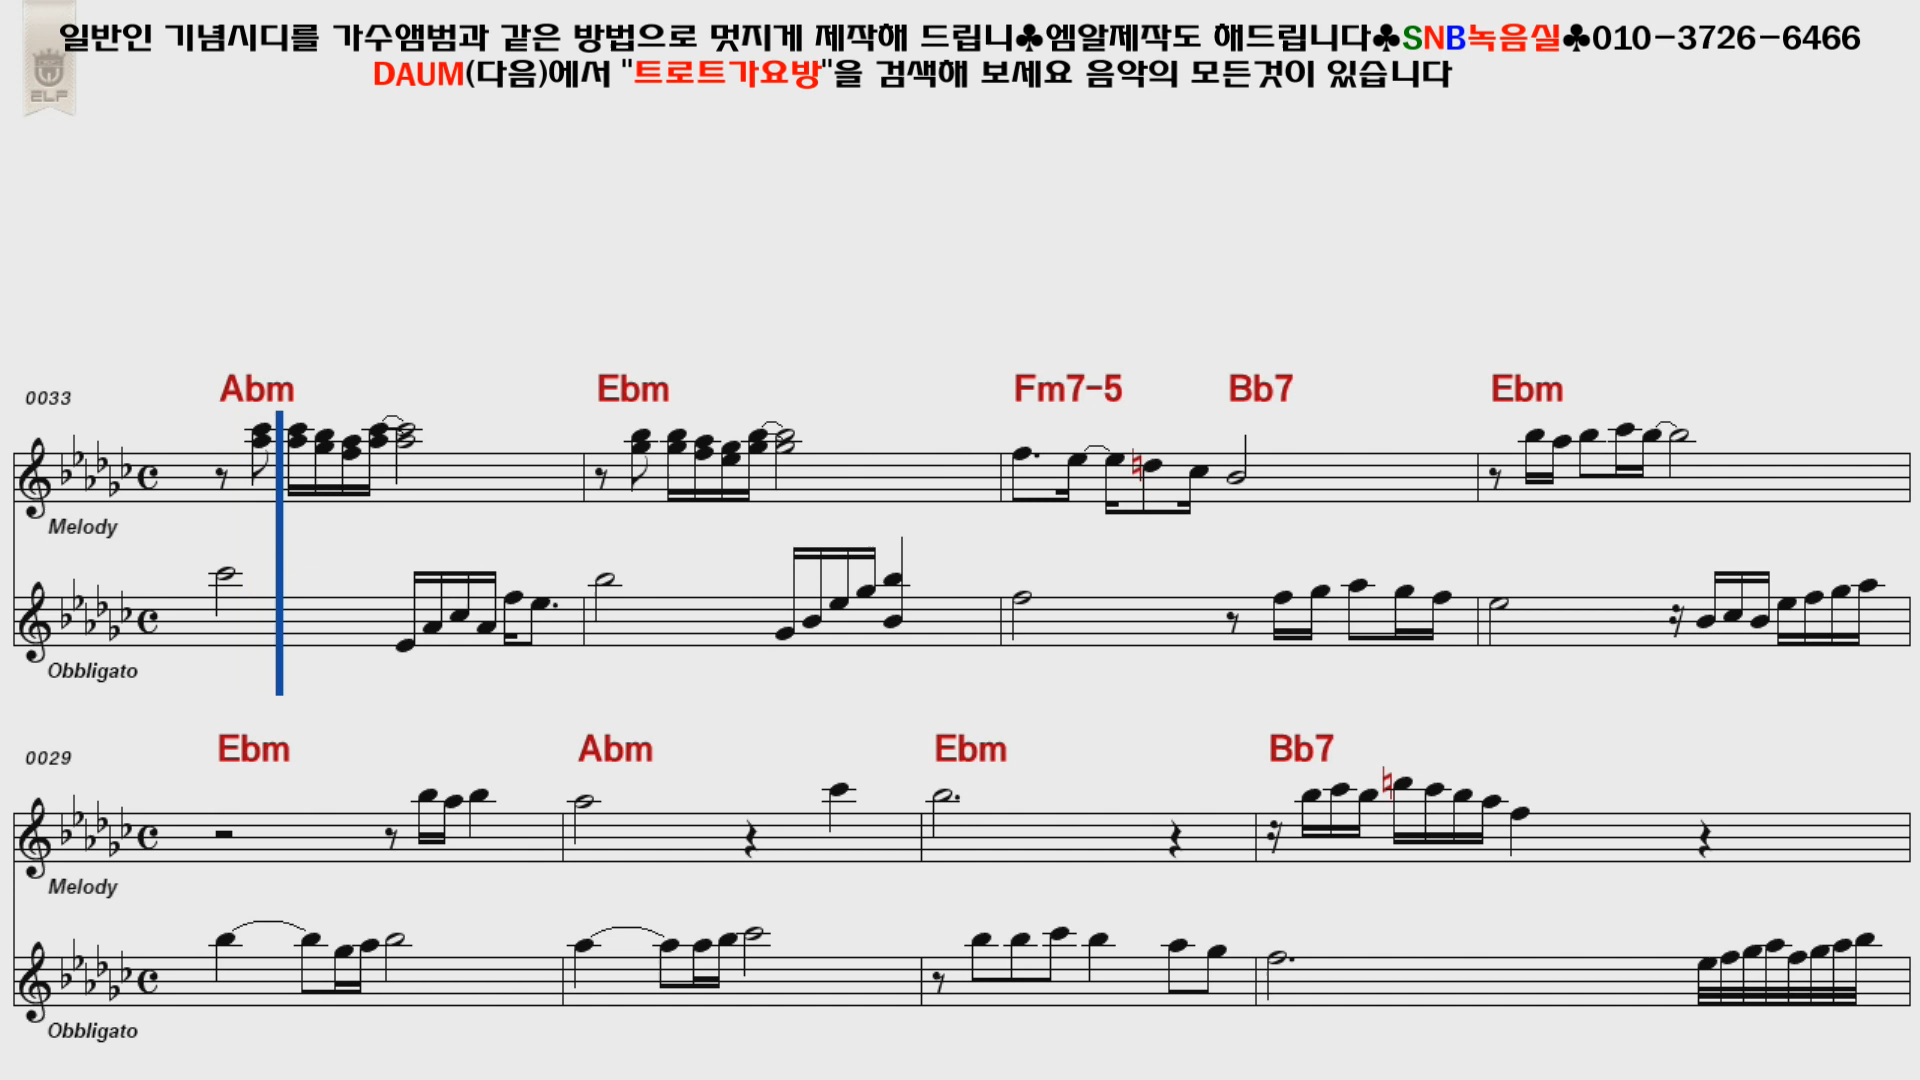 일반인 기념시디를 가수앰범과 같은 방법으로 멋지게 제작해 드립니♣엠알제작도 해드립니다♣SNB녹음실♣010-3726-6466
DAUM(다음)에서 "트로트가요방"을 검색해 보세요 음악의 모든것이 있습니다
ELF
Abm Ebm Fm7-5 Bb7 Ebm
0033
Melody
Obbligato
Ebm Abm Ebm Bb7
0029
Melody
Obbligato